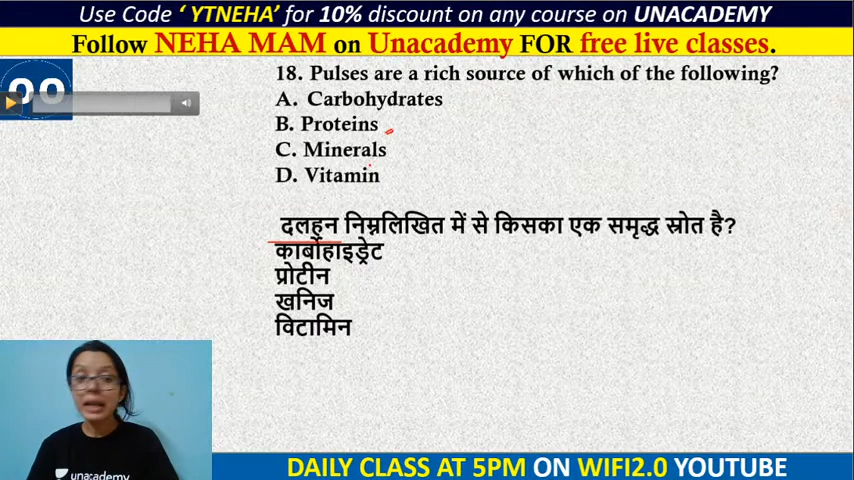 Use Code ‘ YTNEHA’ for 10% discount on any course on UNACADEMY
Follow NEHA MAM on Unacademy FOR free live classes.
00
18. Pulses are a rich source of which of the following?
A. Carbohydrates
B. Proteins
C. Minerals
D. Vitamin
दलहन निम्नलिखित में से किसका एक समृद्ध स्रोत है?
कार्बोहाइड्रेट
प्रोटीन
खनिज
विटामिन
unacademy
DAILY CLASS AT 5PM ON WIFI2.0 YOUTUBE